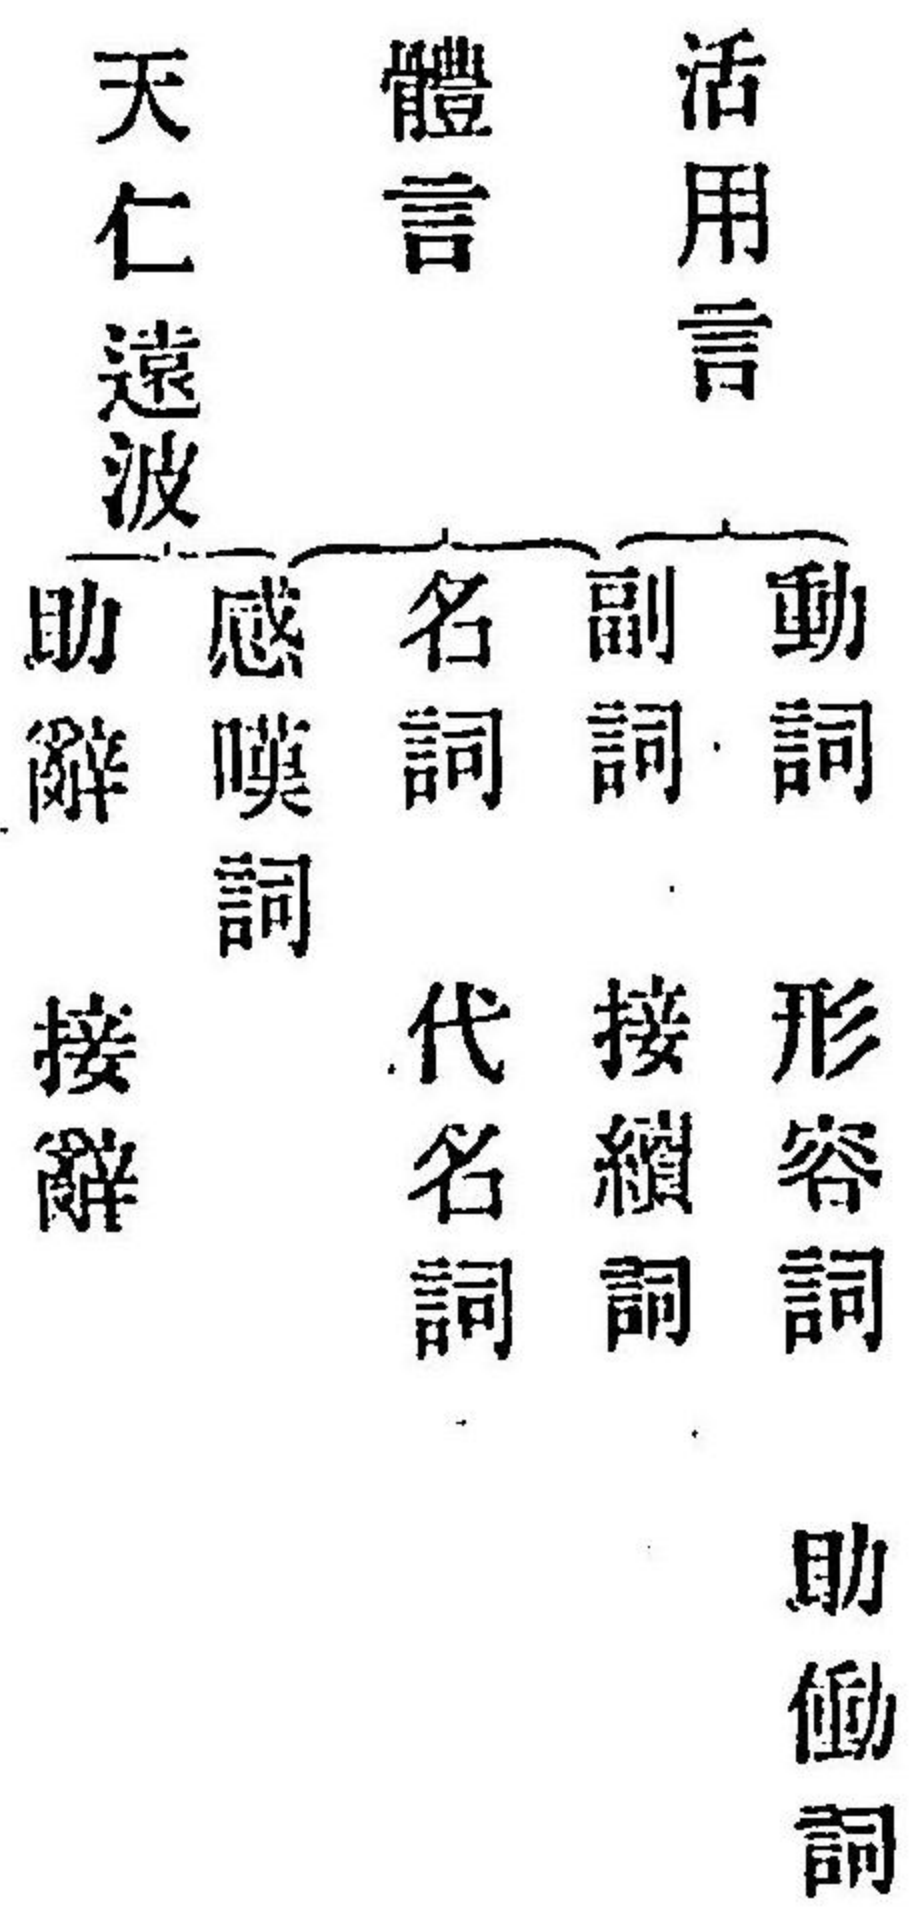 活用言
動詞 形容詞 助働詞
副詞 接續詞
體言
名詞 代名詞
感嘆詞
天仁遠波
助辭 接辭